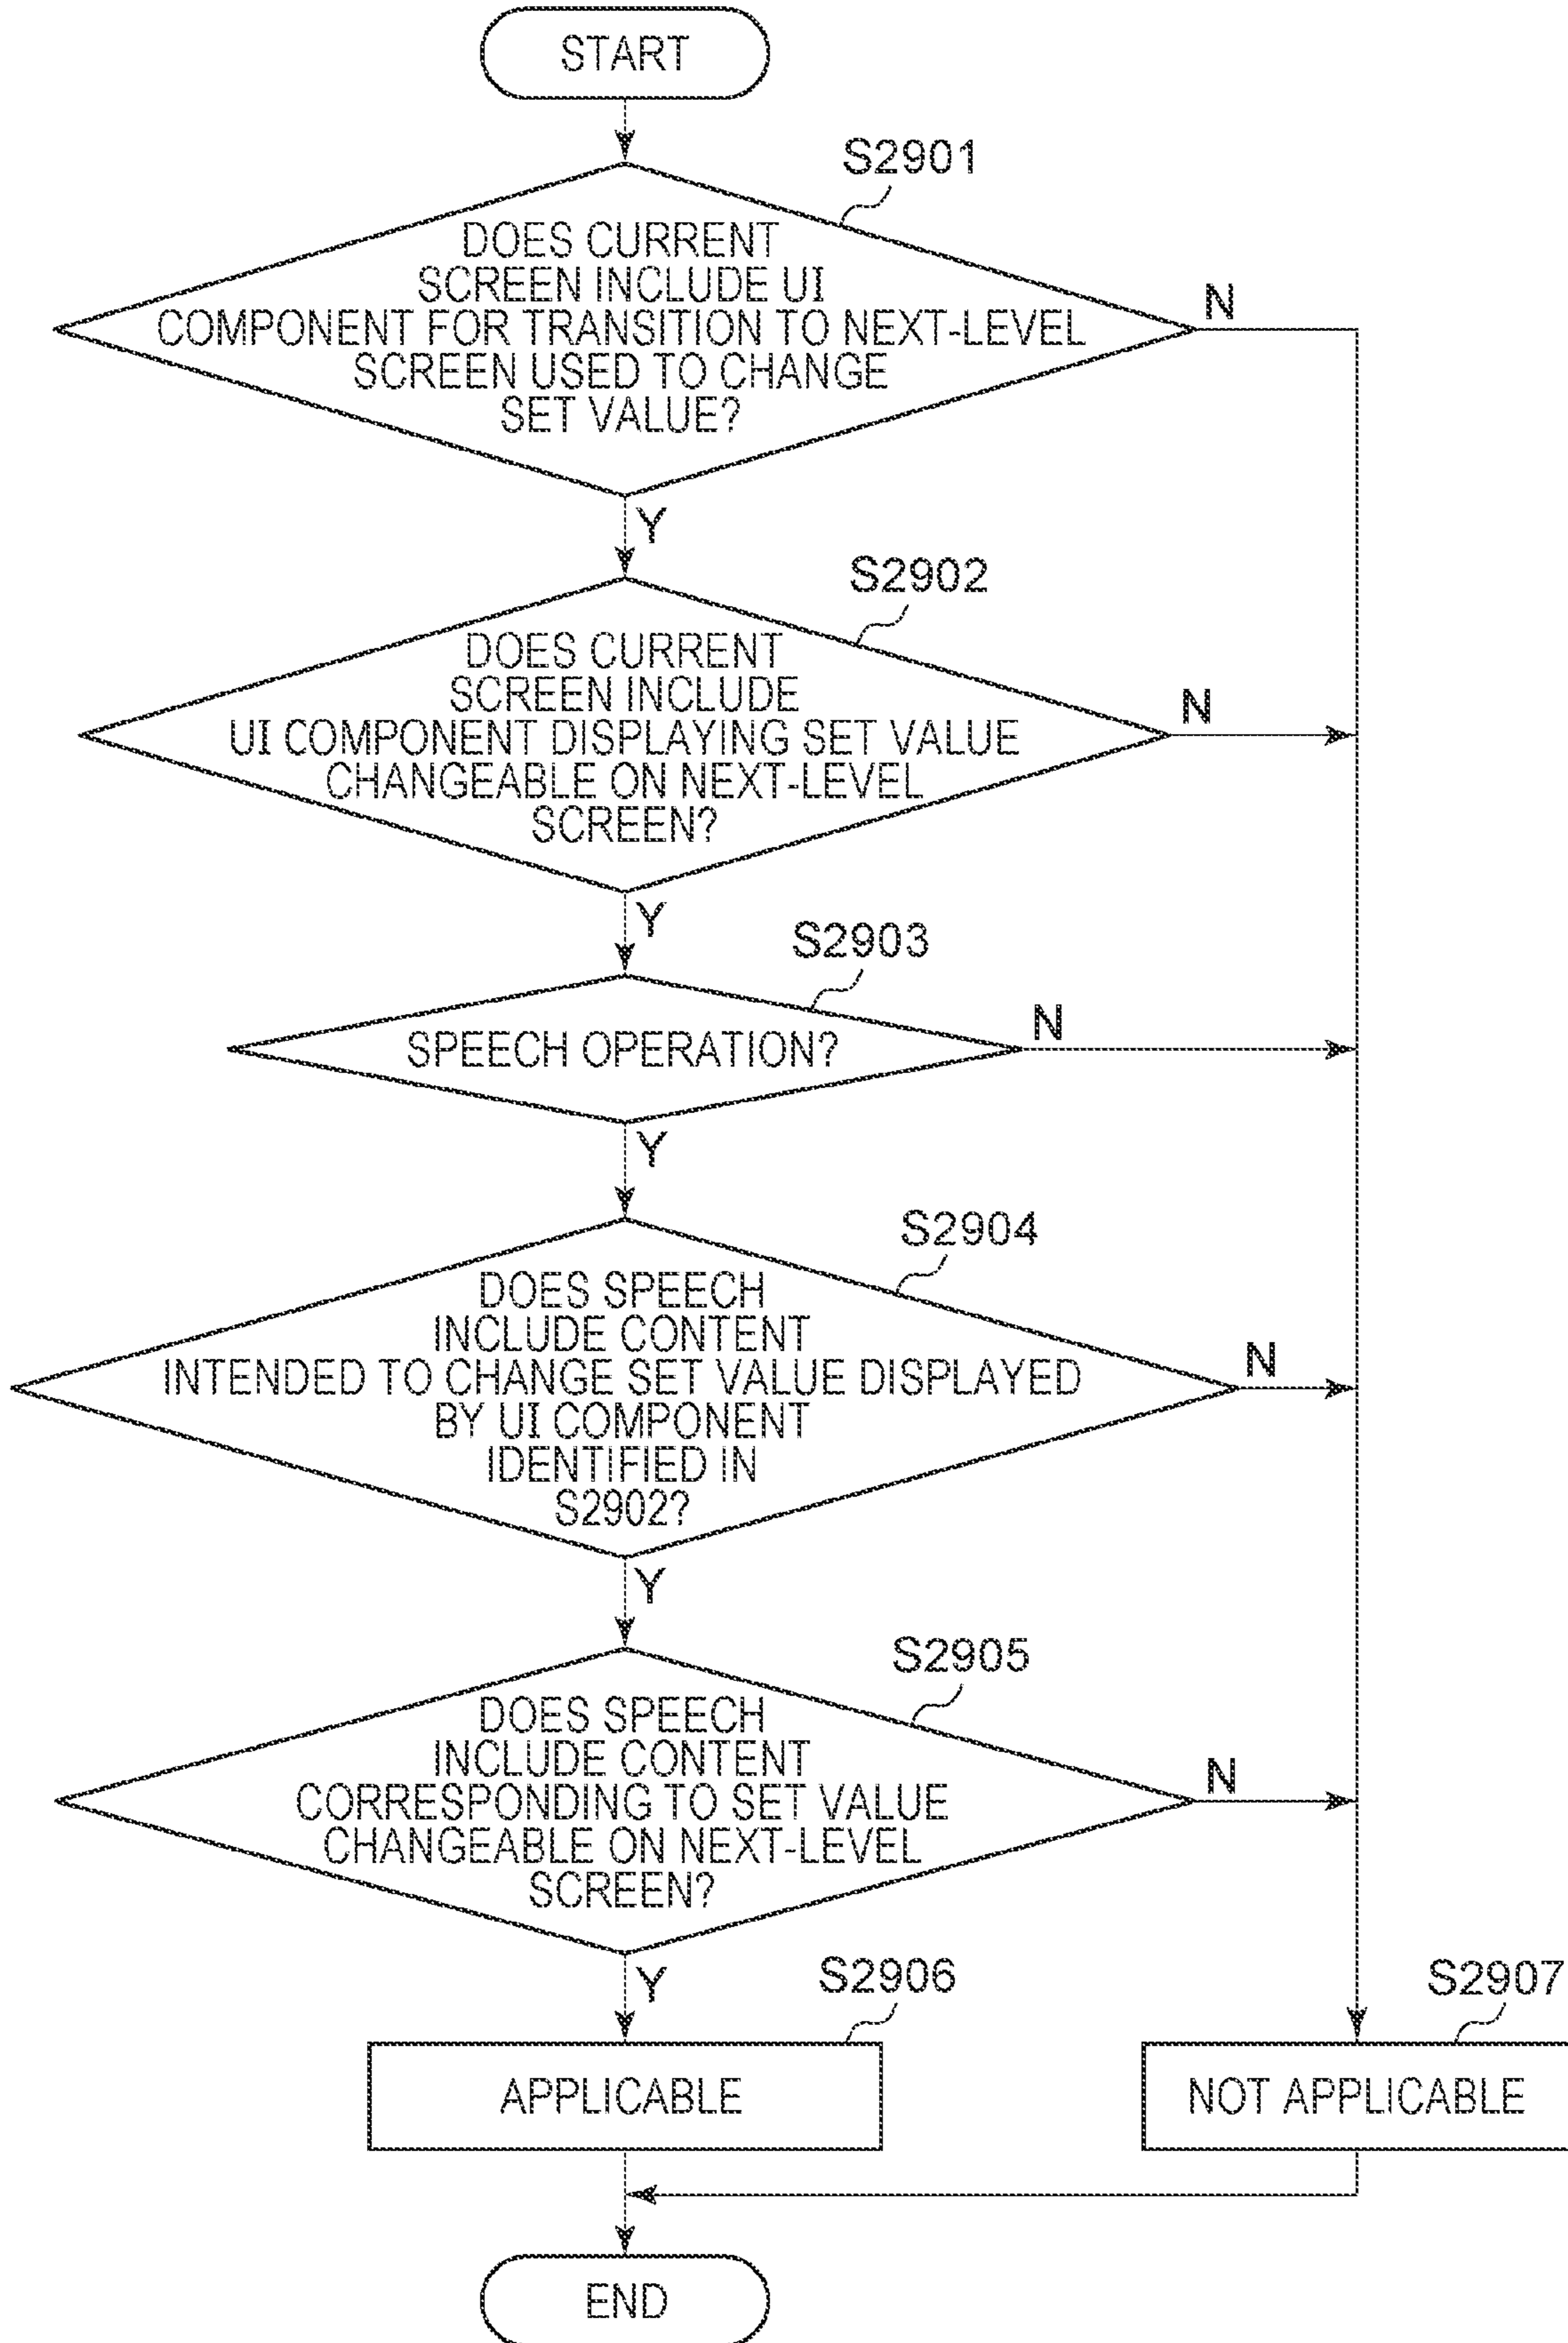 START
S2901
DOES CURRENT
SCREEN INCLUDE UI
COMPONENT FOR TRANSITION TO NEXT-LEVEL
SCREEN USED TO CHANGE
SET VALUE?
N
Y
S2902
DOES CURRENT
SCREEN INCLUDE
UI COMPONENT DISPLAYING SET VALUE
CHANGEABLE ON NEXT-LEVEL
SCREEN?
N
Y
S2903
SPEECH OPERATION?
N
Y
S2904
DOES SPEECH
INCLUDE CONTENT
INTENDED TO CHANGE SET VALUE DISPLAYED
BY UI COMPONENT
IDENTIFIED IN
S2902?
N
Y
S2905
DOES SPEECH
INCLUDE CONTENT
CORRESPONDING TO SET VALUE
CHANGEABLE ON NEXT-LEVEL
SCREEN?
N
Y
S2906
APPLICABLE
S2907
NOT APPLICABLE
END